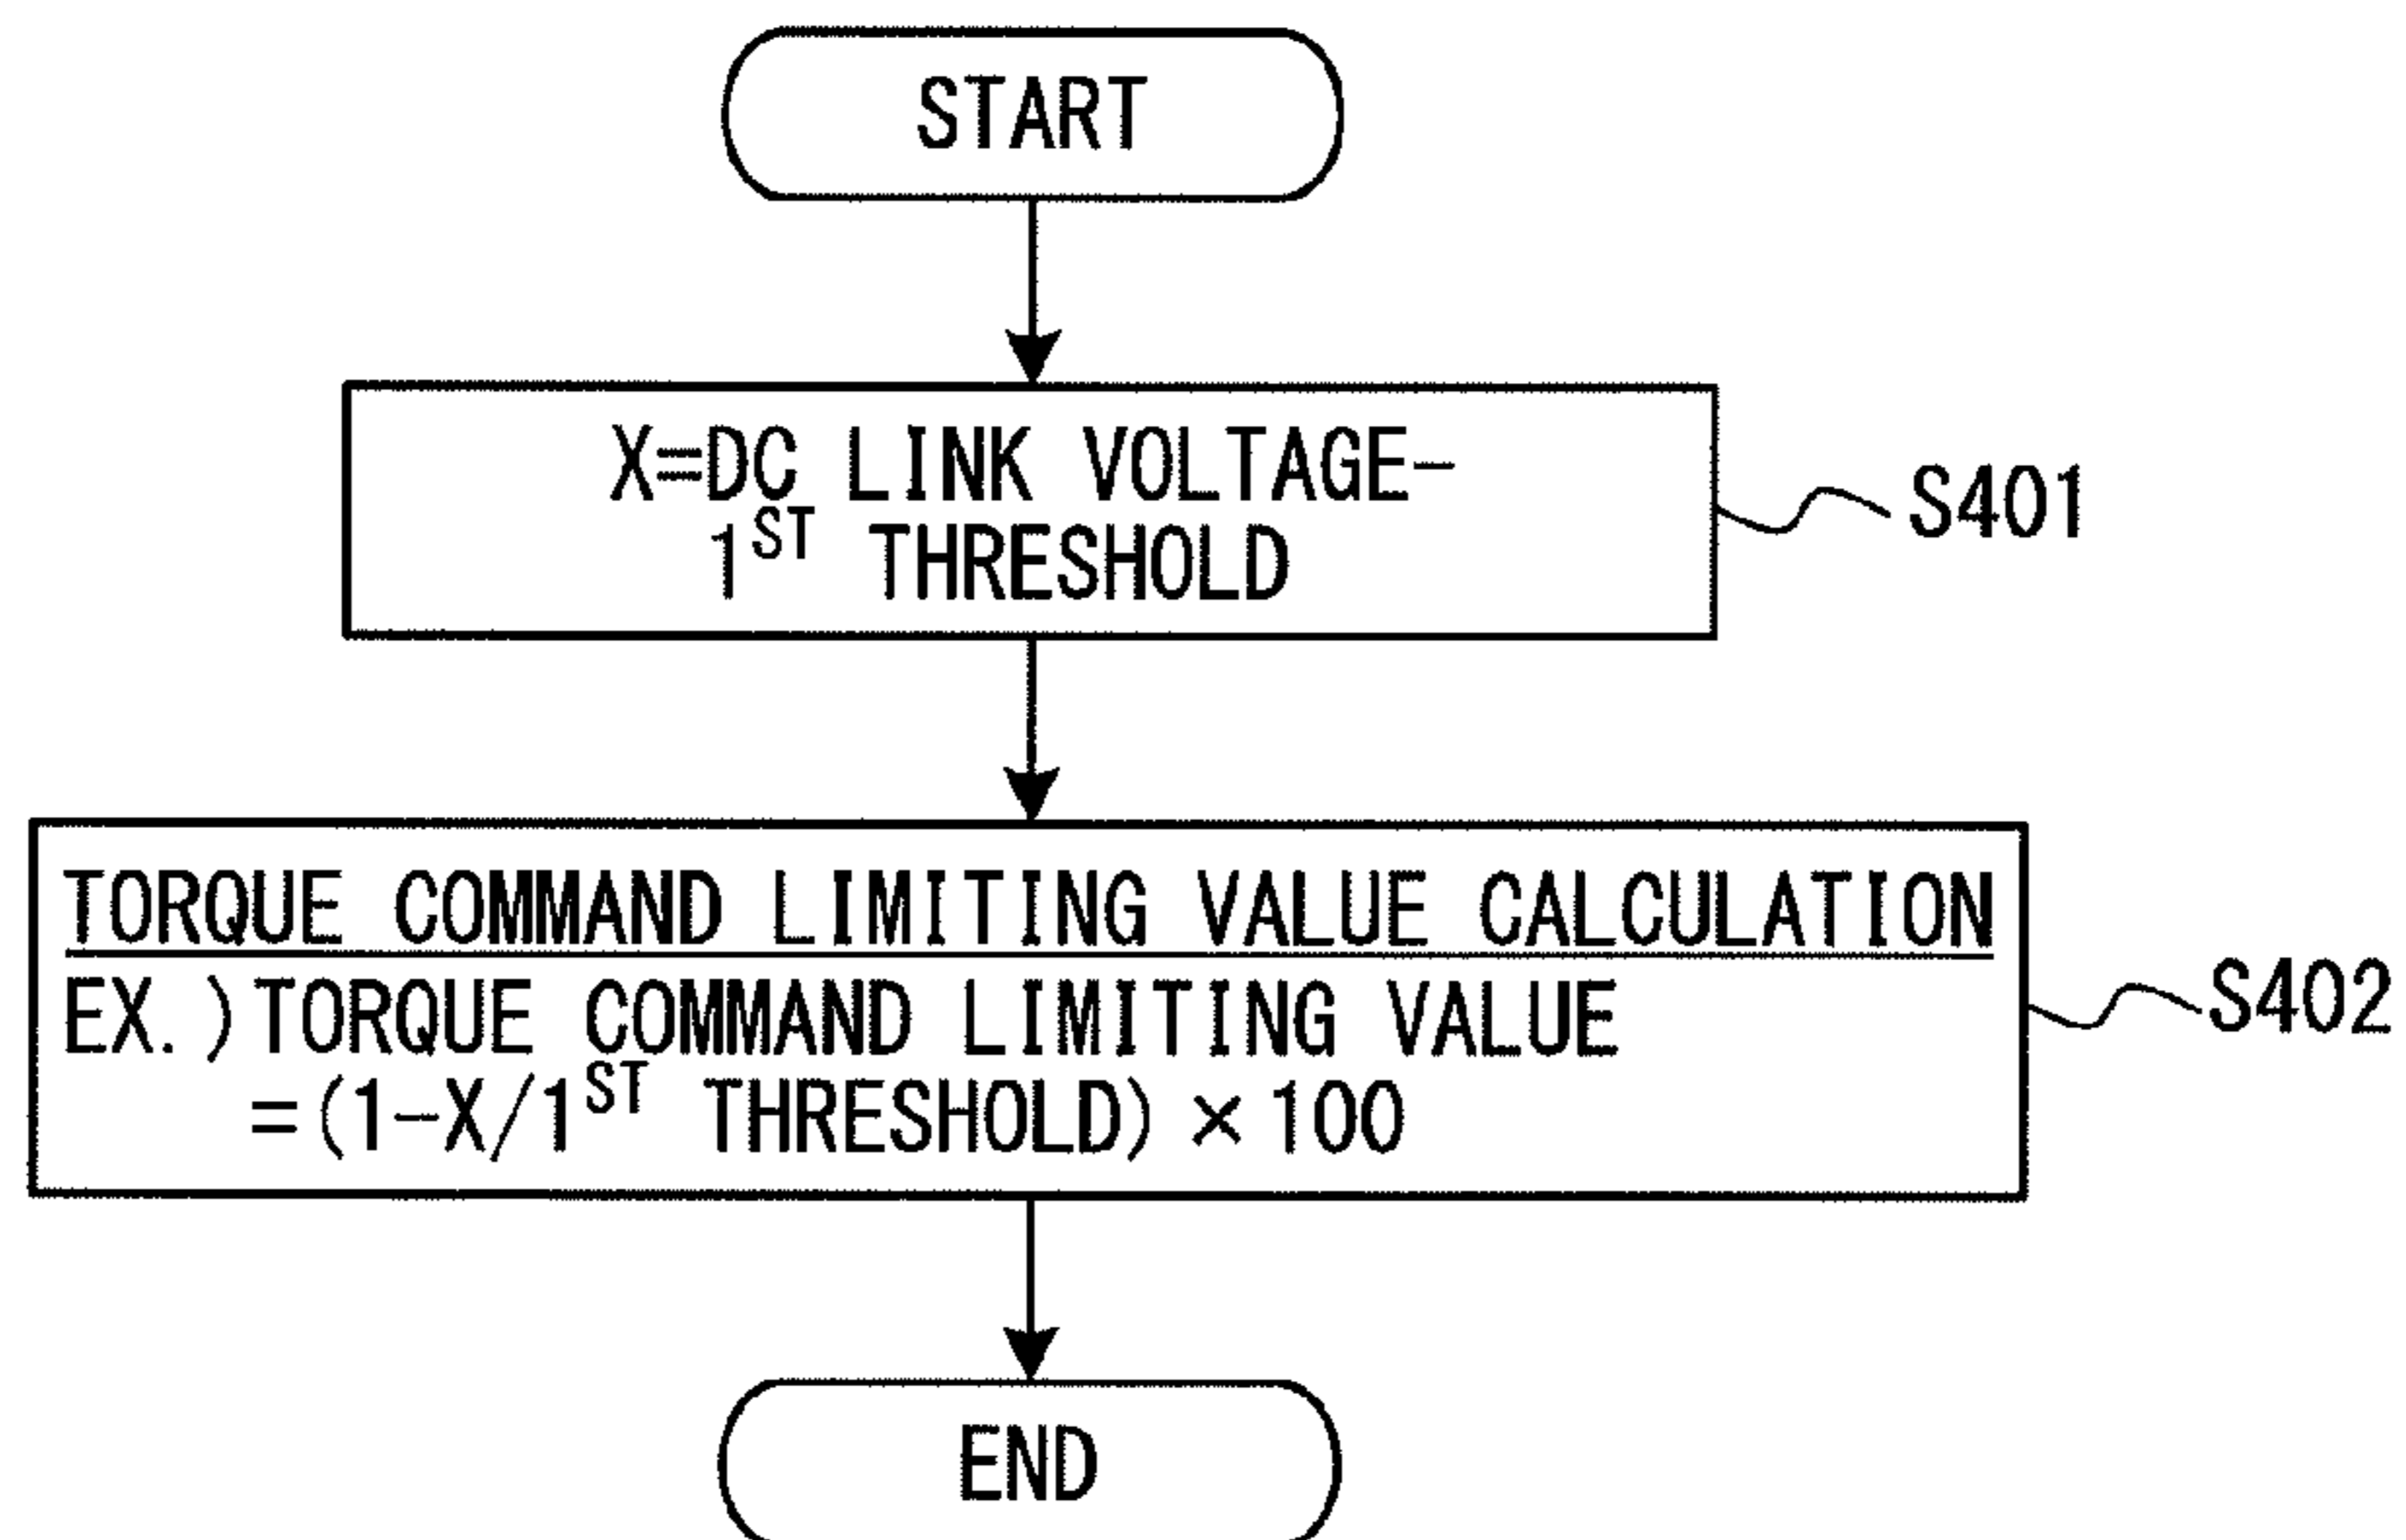 START
X=DC LINK VOLTAGE-
1ST THRESHOLD
S401
TORQUE COMMAND LIMITING VALUE CALCULATION
EX.)TORQUE COMMAND LIMITING VALUE
=(1-X/1ST THRESHOLD)×100
S402
END